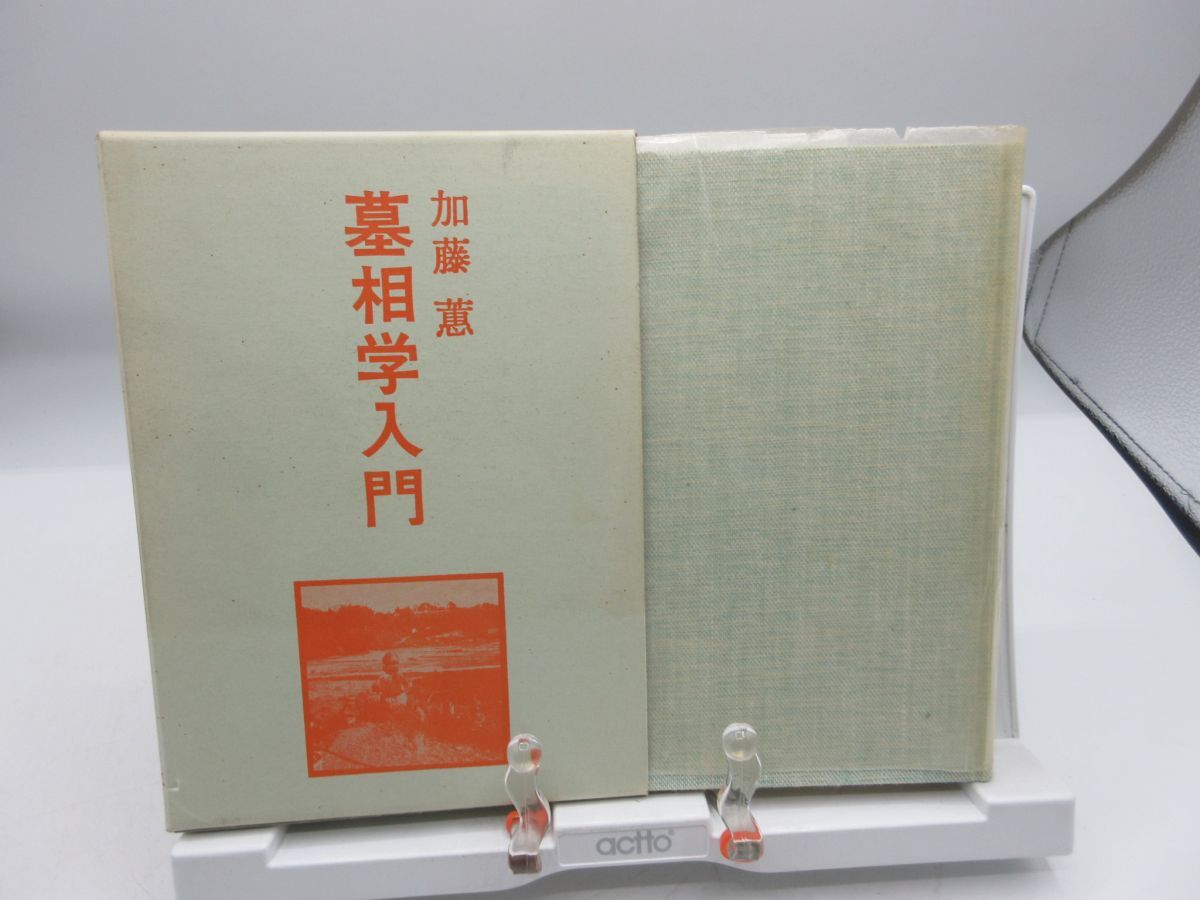 加藤 蕙
墓相学入門
actto